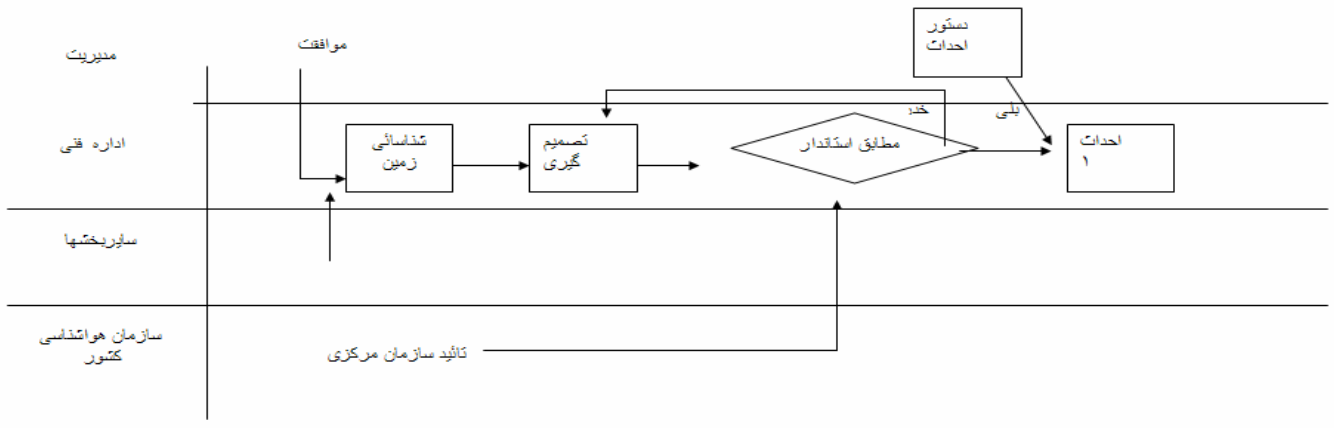 دستور
احداث
موافقت
مدیریت
خیر
بلی
اداره فنی
شناسائی
زمین
تصمیم
گیری
مطابق استاندار
احداث
۱
سایربخشها
سازمان هواشناسی
کشور
تائید سازمان مرکزی